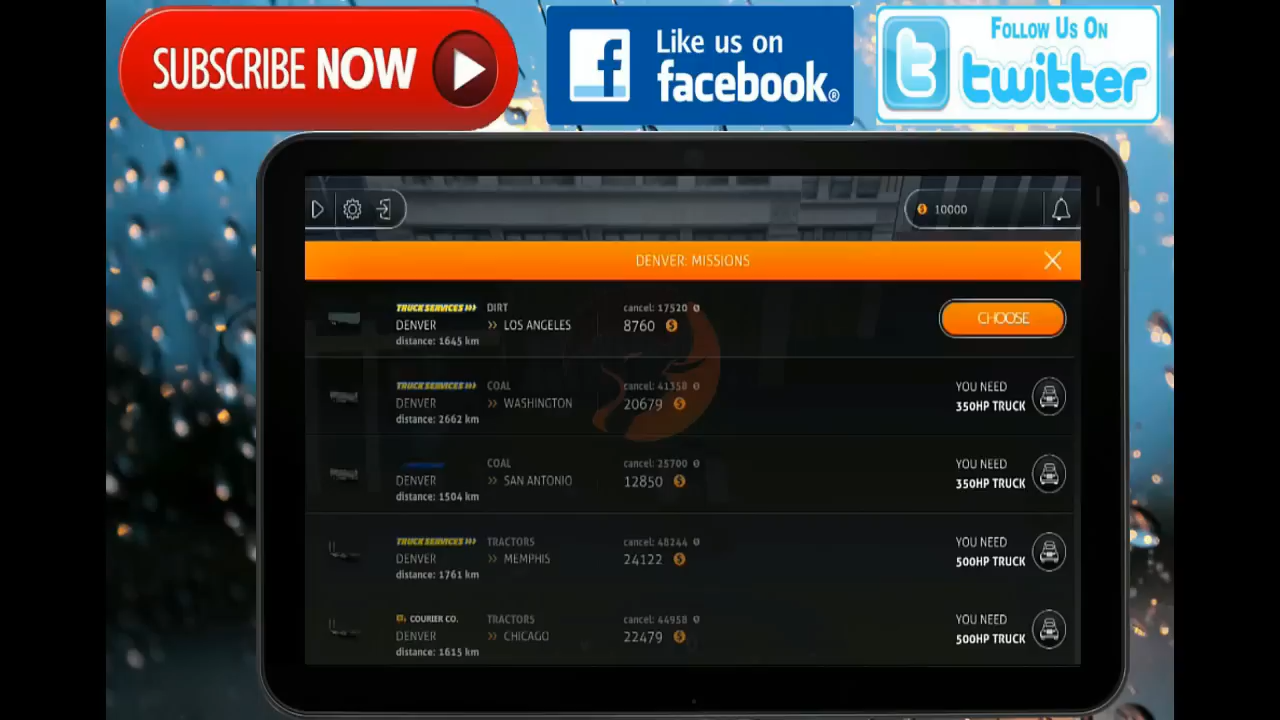 SUBSCRIBE NOW
Like us on
facebook®
FOLLOW US ON
twitter
10000
DENVER: MISSIONS
TRUCK SERVICES DIRT cancel: 17520
DENVER >> LOS ANGELES 8760 CHOOSE
distance: 1645 km
TRUCK SERVICES COAL cancel: 41358 YOU NEED
DENVER >> WASHINGTON 20679 350HP TRUCK
distance: 2662 km
COAL cancel: 25700 YOU NEED
DENVER >> SAN ANTONIO 12850 350HP TRUCK
distance: 1504 km
TRUCK SERVICES TRACTORS cancel: 48244 YOU NEED
DENVER >> MEMPHIS 24122 500HP TRUCK
distance: 1761 km
COURIER CO. TRACTORS cancel: 44958 YOU NEED
DENVER >> CHICAGO 22479 500HP TRUCK
distance: 1615 km